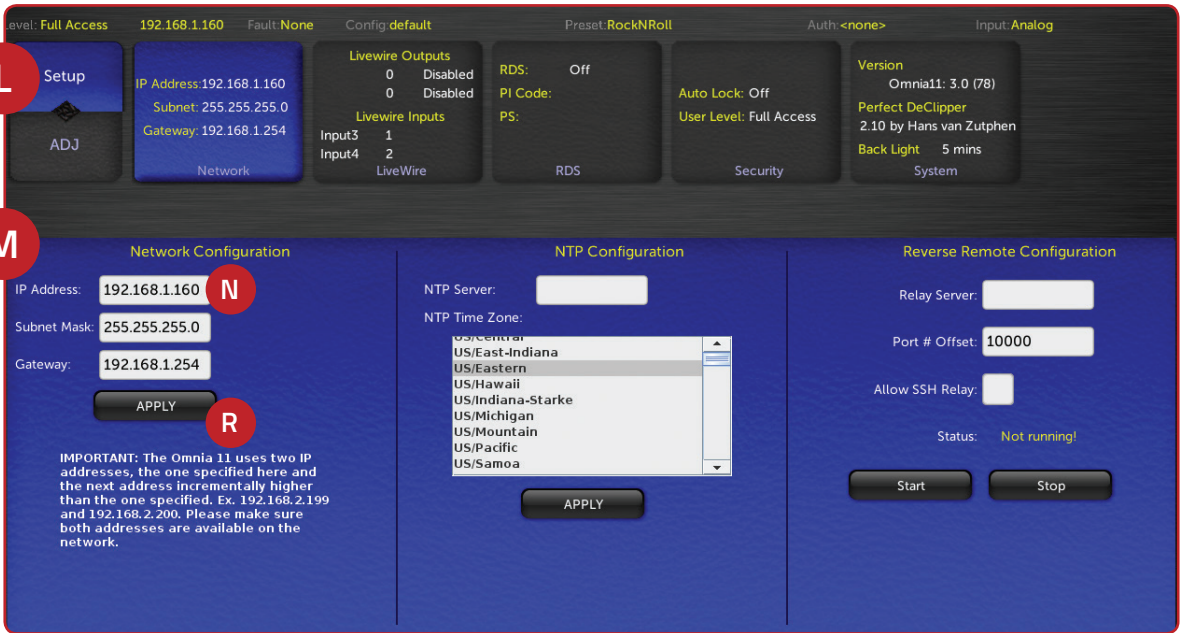 evel: Full Access 192.168.1.160 Fault:None Config:default Preset:RockNRoll Auth:<none> Input:Analog
L
Setup
ADJ
IP Address:192.168.1.160
Subnet: 255.255.255.0
Gateway: 192.168.1.254
Network
Livewire Outputs
0 Disabled
0 Disabled
Livewire Inputs
Input3 1
Input4 2
LiveWire
RDS: Off
PI Code:
PS:
RDS
Auto Lock: Off
User Level: Full Access
Security
Version
Omnia11: 3.0 (78)
Perfect DeClipper
2.10 by Hans van Zutphen
Back Light 5 mins
System
M
Network Configuration
IP Address: 192.168.1.160
N
Subnet Mask: 255.255.255.0
Gateway: 192.168.1.254
APPLY
R
IMPORTANT: The Omnia 11 uses two IP
addresses, the one specified here and
the next address incrementally higher
than the one specified. Ex. 192.168.2.199
and 192.168.2.200. Please make sure
both addresses are available on the
network.
NTP Configuration
NTP Server:
NTP Time Zone:
US/Central
US/East-Indiana
US/Eastern
US/Hawaii
US/Indiana-Starke
US/Michigan
US/Mountain
US/Pacific
US/Samoa
APPLY
Reverse Remote Configuration
Relay Server:
Port # Offset: 10000
Allow SSH Relay:
Status: Not running!
Start Stop